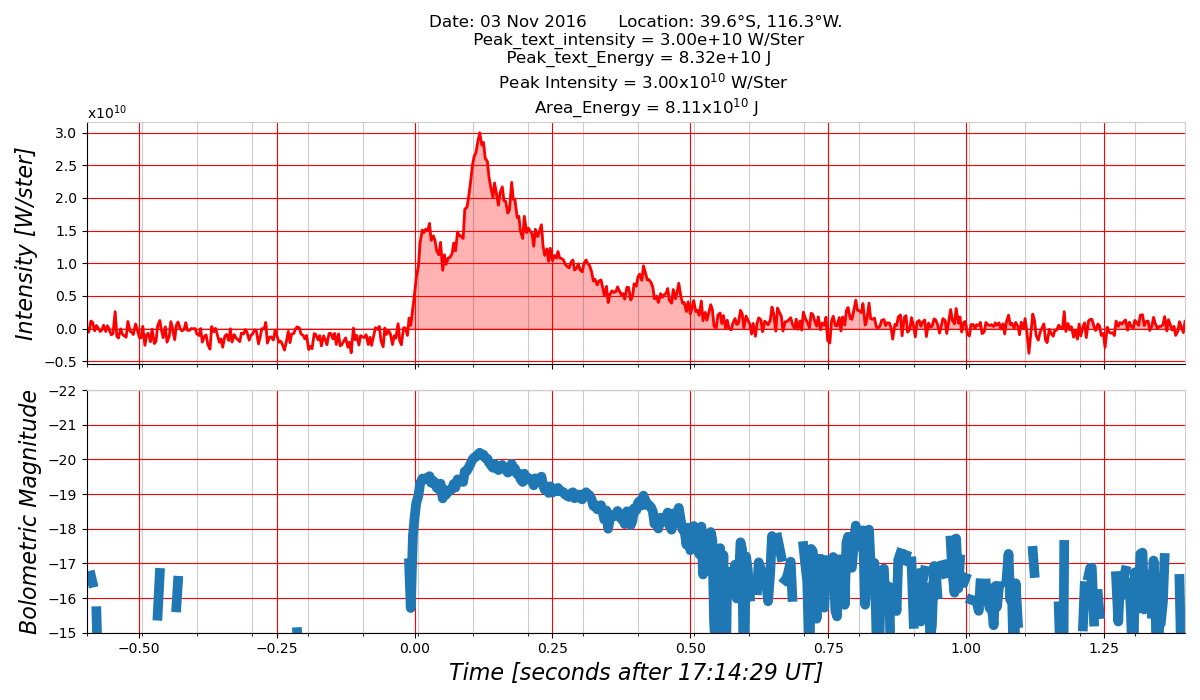 Date: 03 Nov 2016      Location: 39.6°S, 116.3°W.
Peak_text_intensity = 3.00e+10 W/Ster
Peak_text_Energy = 8.32e+10 J
Peak Intensity = 3.00x10¹⁰ W/Ster
Area_Energy = 8.11x10¹⁰ J
x10¹⁰
3.0
2.5
2.0
1.5
1.0
0.5
0.0
−0.5
Intensity [W/ster]
−22
−21
−20
−19
−18
−17
−16
−15
Bolometric Magnitude
−0.50 −0.25 0.00 0.25 0.50 0.75 1.00 1.25
Time [seconds after 17:14:29 UT]